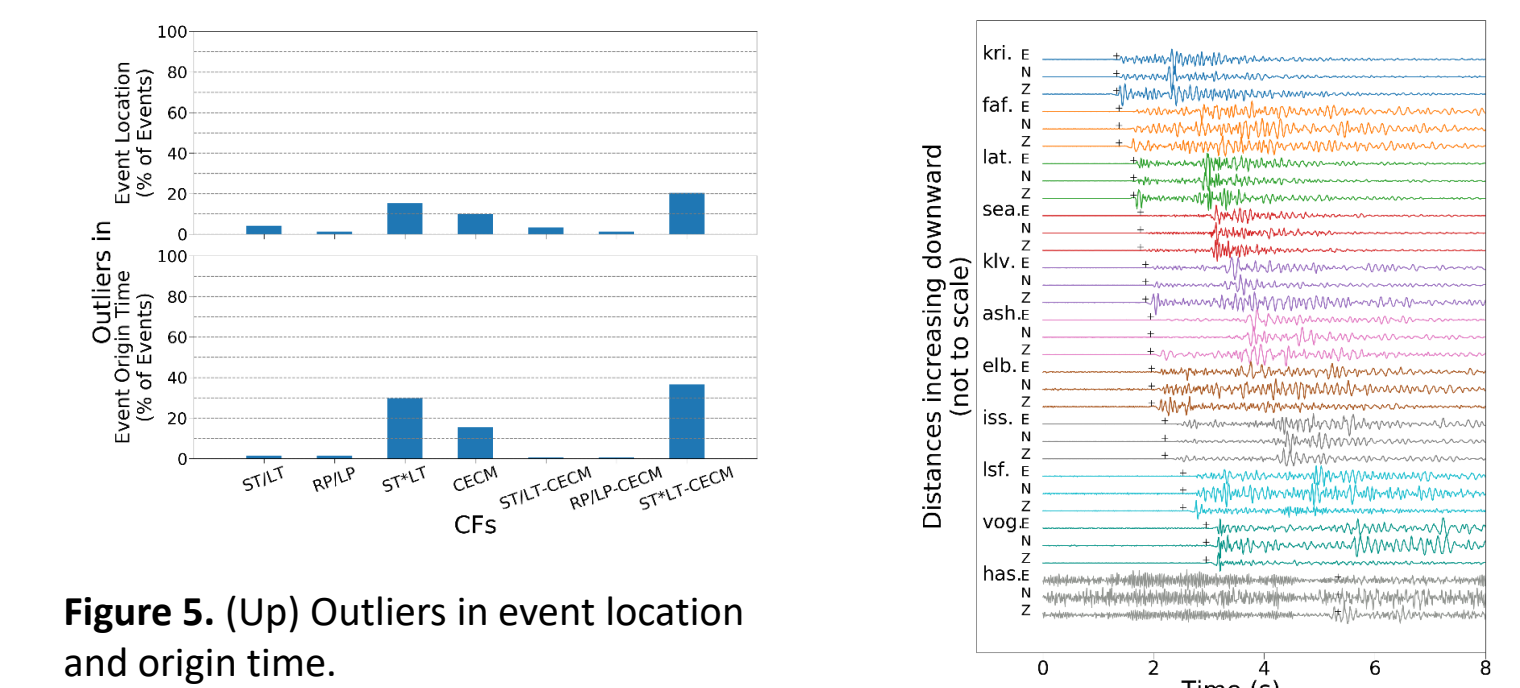 100
80
60
40
20
0
Event Location
(% of Events)
100
80
60
40
20
0
Event Origin Time
(% of Events)
Outliers in
ST/LT
RP/LP
ST*LT
CECM
ST/LT-CECM
RP/LP-CECM
ST*LT-CECM
CFs
Figure 5. (Up) Outliers in event location
and origin time.
Distances increasing downward
(not to scale)
kri. E
N
Z
faf. E
N
Z
lat. E
N
Z
sea. E
N
Z
klv. E
N
Z
ash. E
N
Z
elb. E
N
Z
iss. E
N
Z
lsf. E
N
Z
vog. E
N
Z
has. E
N
Z
0 2 4 6 8
Time (s)